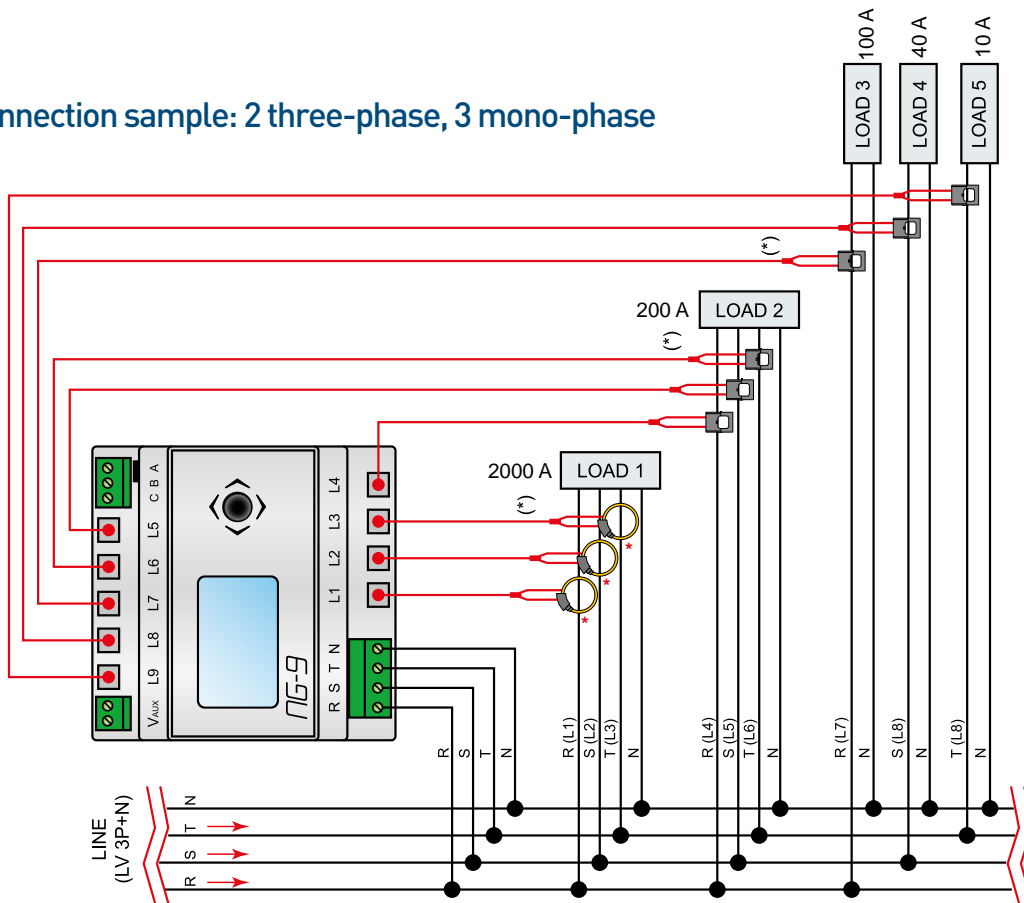 nnection sample: 2 three-phase, 3 mono-phase
LOAD 3
100 A
LOAD 4
40 A
LOAD 5
10 A
(*)
200 A
LOAD 2
(*)
2000 A
LOAD 1
(*)
*
*
*
C B A
L5
L6
L7
L8
L9
VAUX
L4
L3
L2
L1
R S T N
NG-9
R
S
T
N
R (L1)
S (L2)
T (L3)
N
R (L4)
S (L5)
T (L6)
N
R (L7)
N
S (L8)
N
T (L8)
N
LINE
(LV 3P+N)
N
T
S
R